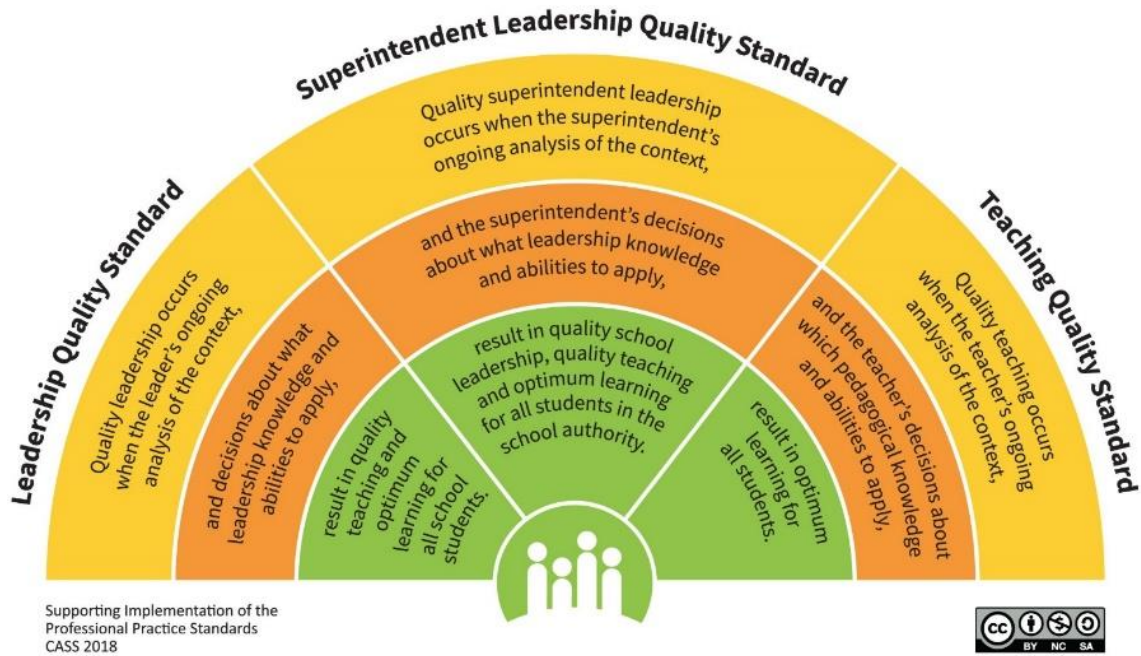 Superintendent Leadership Quality Standard
Quality superintendent leadership
occurs when the superintendent's
ongoing analysis of the context,
and the superintendent's decisions
about what leadership knowledge
and abilities to apply,
result in quality school
leadership, quality teaching
and optimum learning
for all students in the
school authority.
Leadership Quality Standard
Quality leadership occurs
when the leader's ongoing
analysis of the context,
and decisions about what
leadership knowledge and
abilities to apply,
result in quality
teaching and
optimum
learning for
all school
students.
Teaching Quality Standard
Quality teaching occurs
when the teacher's ongoing
analysis of the context,
and the teacher's decisions about
which pedagogical knowledge
and abilities to apply,
result in optimum
learning for
all students.
Supporting Implementation of the
Professional Practice Standards
CASS 2018
cc
BY NC SA